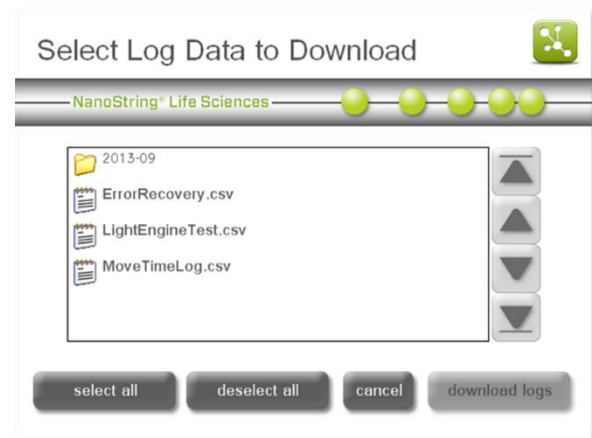 Select Log Data to Download
NanoString® Life Sciences
2013-09
ErrorRecovery.csv
LightEngineTest.csv
MoveTimeLog.csv
select all deselect all cancel download logs